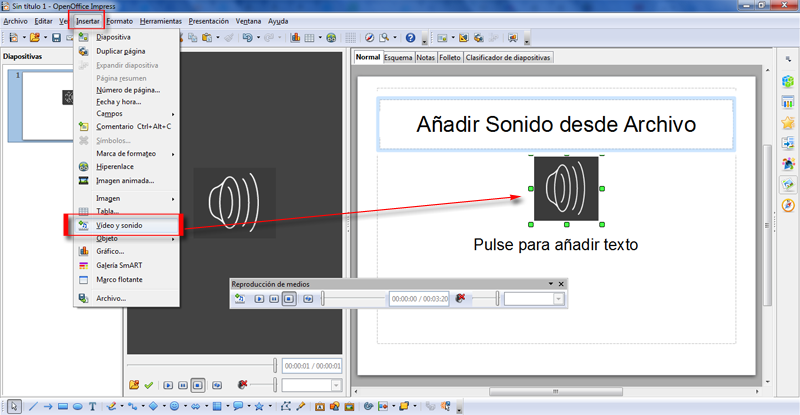 Sin título 1 - OpenOffice Impress
Archivo Editar Ver Insertar Formato Herramientas Presentación Ventana Ayuda
Diapositivas
1
Diapositiva
Duplicar página
Expandir diapositiva
Página resumen
Número de página...
Fecha y hora...
Campos
Comentario Ctrl+Alt+C
Símbolos...
Marca de formateo
Hiperenlace
Imagen animada...
Imagen
Tabla...
Vídeo y sonido
Objeto
Gráfico...
Galería SmART
Marco flotante
Archivo...
00:00:01 / 00:00:01
Normal Esquema Notas Folleto Clasificador de diapositivas
Añadir Sonido desde Archivo
Pulse para añadir texto
Reproducción de medios
00:00:00 / 00:03:20